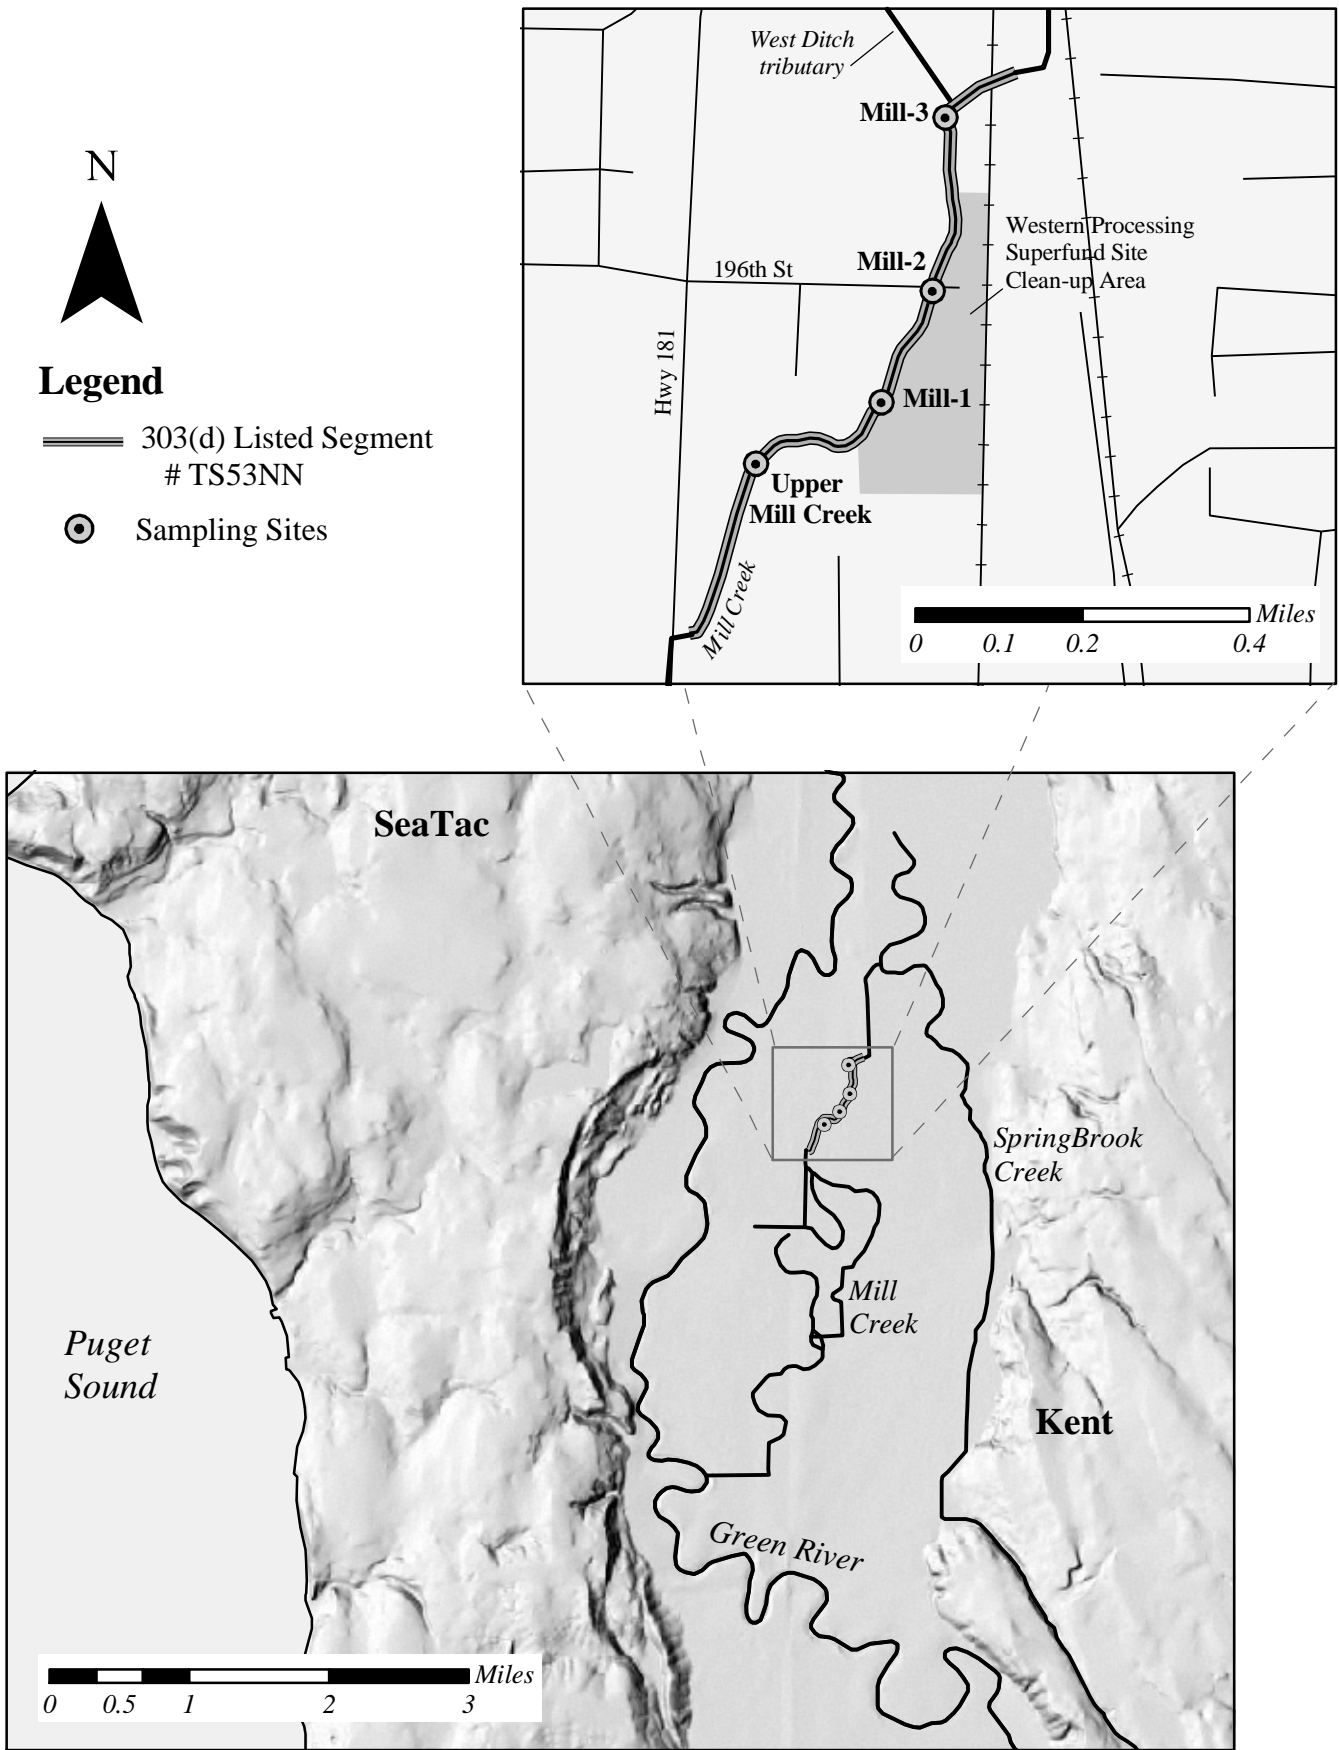 West Ditch
tributary
Mill-3
N
Western Processing
Superfund Site
Clean-up Area
Mill-2
196th St
Hwy 181
Legend
Mill-1
303(d) Listed Segment
# TS53NN
Upper
Mill Creek
Sampling Sites
Mill Creek
Miles
0 0.1 0.2 0.4
SeaTac
SpringBrook
Creek
Mill
Creek
Puget
Sound
Kent
Green River
Miles
0 0.5 1 2 3